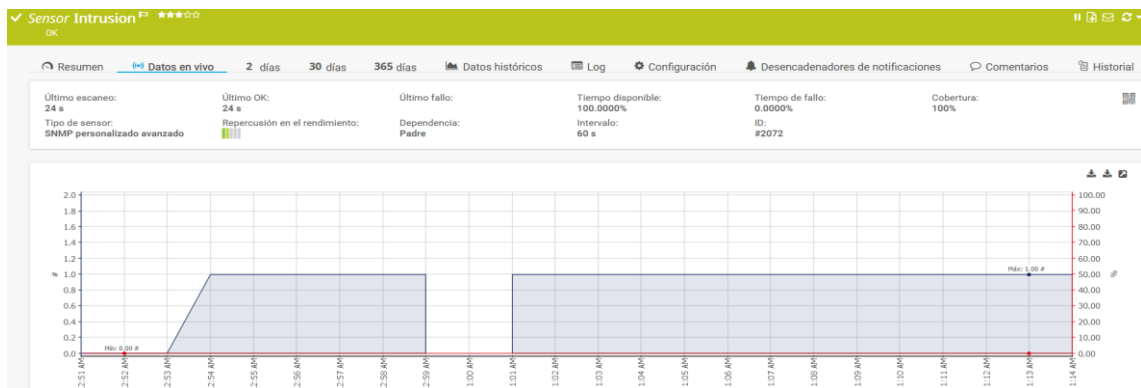 Sensor Intrusion
OK
Resumen Datos en vivo 2 días 30 días 365 días Datos históricos Log Configuración Desencadenadores de notificaciones Comentarios Historial
Último escaneo: Último OK: Último fallo: Tiempo disponible: Tiempo de fallo: Cobertura:
24 s 24 s 100.0000% 0.0000% 100%
Tipo de sensor: Repercusión en el rendimiento: Dependencia: Intervalo: ID:
SNMP personalizado avanzado Padre 60 s #2072
2.0 100.00
1.8 90.00
1.6 80.00
1.4 70.00
1.2 60.00
# 1.0 Máx: 1.00 # 50.00 %
0.8 40.00
0.6 30.00
0.4 20.00
0.2 10.00
0.0 Mín: 0.00 # 0.00
2:51 AM 2:52 AM 2:53 AM 2:54 AM 2:55 AM 2:56 AM 2:57 AM 2:58 AM 2:59 AM 1:00 AM 1:01 AM 1:02 AM 1:03 AM 1:04 AM 1:05 AM 1:06 AM 1:07 AM 1:08 AM 1:09 AM 1:10 AM 1:11 AM 1:12 AM 1:13 AM 1:14 AM